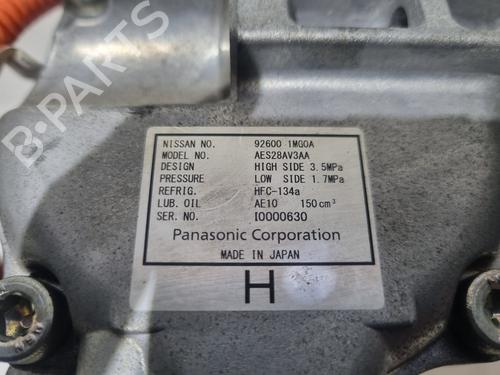 B-PARTS
NISSAN NO. 92600 1MG0A
MODEL NO. AES28AV3AA
DESIGN HIGH SIDE 3.5MPa
PRESSURE LOW SIDE 1.7MPa
REFRIG. HFC-134a
LUB. OIL AE10 150cm³
SER. NO. I0000630
Panasonic Corporation
MADE IN JAPAN
H